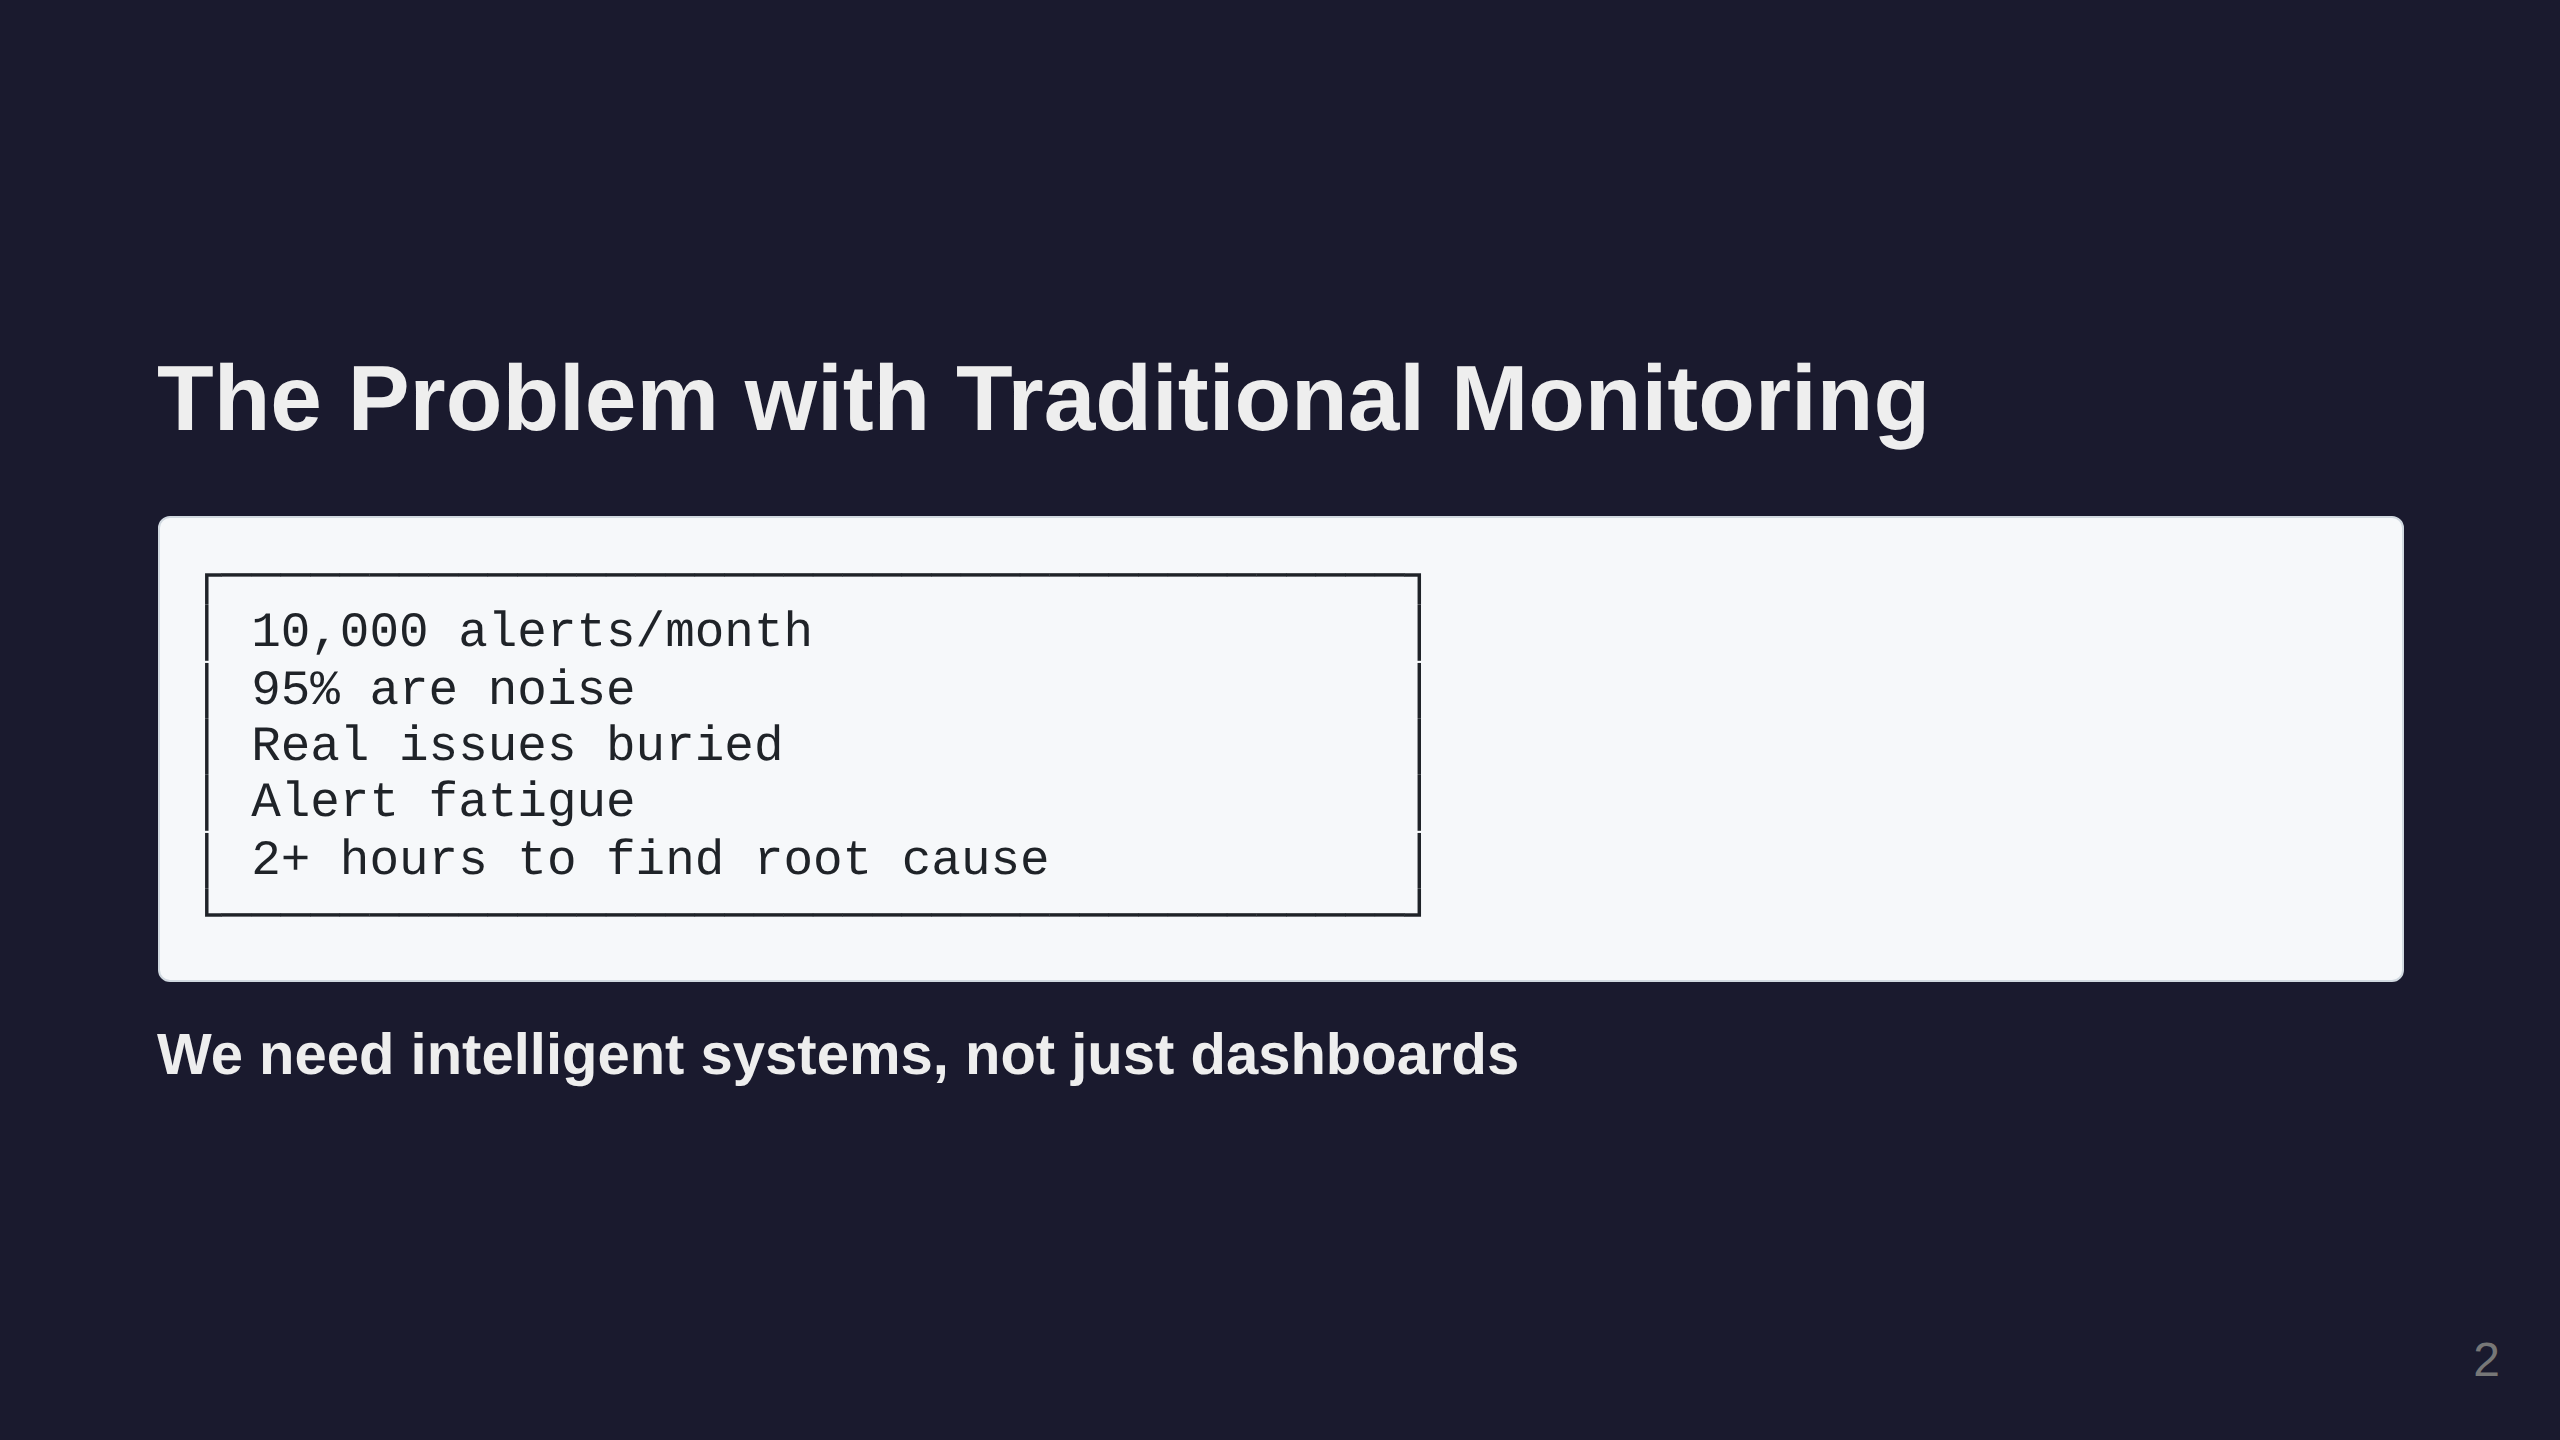 The Problem with Traditional Monitoring
10,000 alerts/month
95% are noise
Real issues buried
Alert fatigue
2+ hours to find root cause
We need intelligent systems, not just dashboards
2